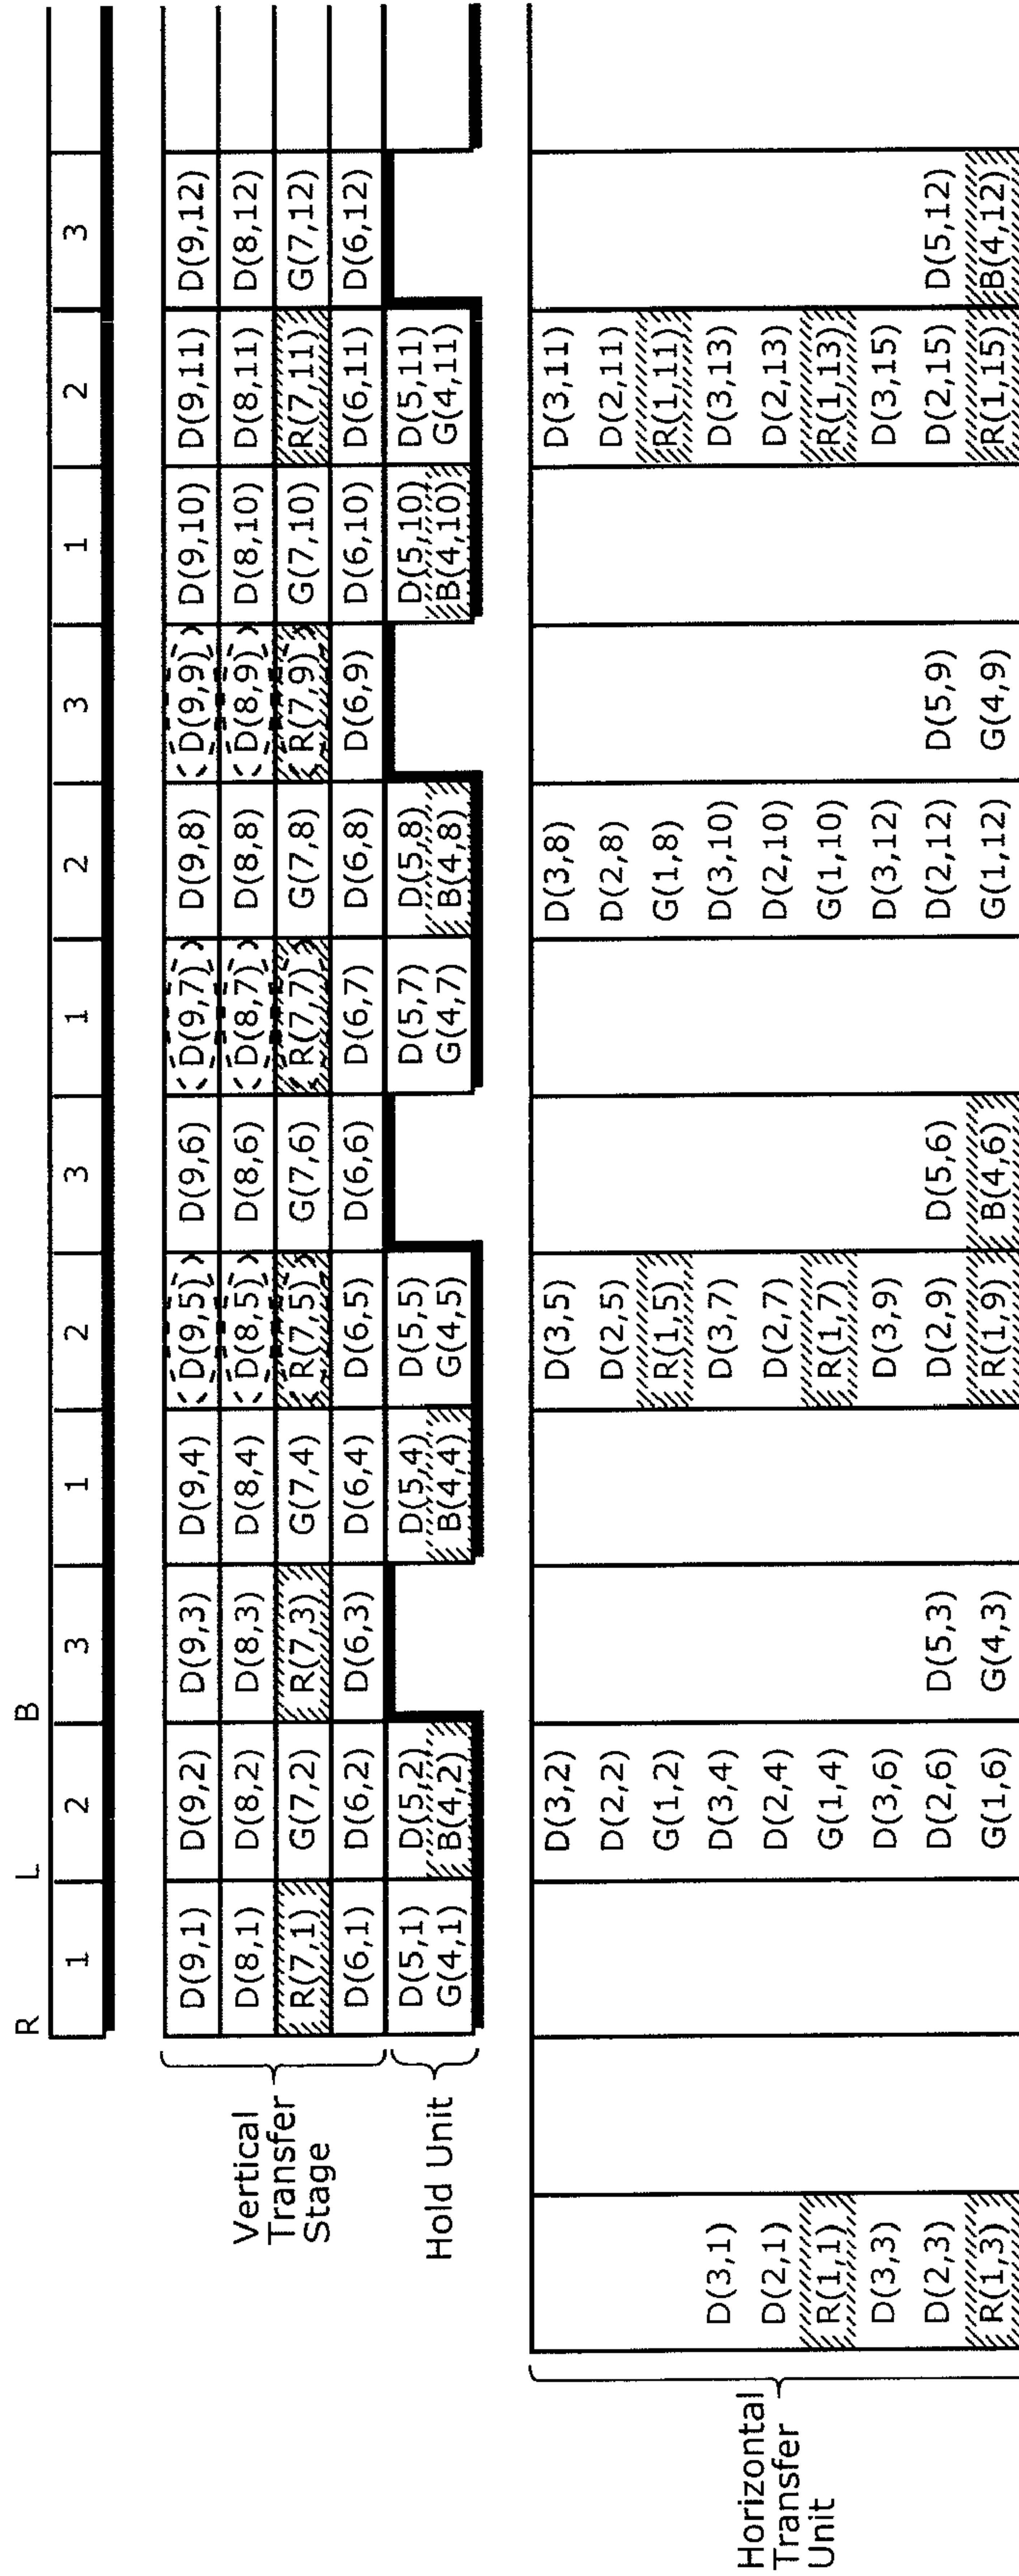 R L B
1 2 3 1 2 3 1 2 3 1 2 3
Vertical
Transfer
Stage
D(9,1) D(9,2) D(9,3) D(9,4) D(9,5) D(9,6) D(9,7) D(9,8) D(9,9) D(9,10) D(9,11) D(9,12)
D(8,1) D(8,2) D(8,3) D(8,4) D(8,5) D(8,6) D(8,7) D(8,8) D(8,9) D(8,10) D(8,11) D(8,12)
R(7,1) G(7,2) R(7,3) G(7,4) R(7,5) G(7,6) R(7,7) G(7,8) R(7,9) G(7,10) R(7,11) G(7,12)
D(6,1) D(6,2) D(6,3) D(6,4) D(6,5) D(6,6) D(6,7) D(6,8) D(6,9) D(6,10) D(6,11) D(6,12)
Hold Unit
D(5,1) D(5,2) D(5,4) D(5,5) D(5,7) D(5,8) D(5,10) D(5,11)
G(4,1) B(4,2) B(4,4) G(4,5) G(4,7) B(4,8) B(4,10) G(4,11)
Horizontal
Transfer
Unit
D(3,2) D(3,5) D(3,8) D(3,11)
D(2,2) D(2,5) D(2,8) D(2,11)
G(1,2) R(1,5) G(1,8) R(1,11)
D(3,1) D(3,4) D(3,7) D(3,10) D(3,13)
D(2,1) D(2,4) D(2,7) D(2,10) D(2,13)
R(1,1) G(1,4) R(1,7) G(1,10) R(1,13)
D(3,3) D(3,6) D(3,9) D(3,12) D(3,15)
D(2,3) D(2,6) D(5,3) D(2,9) D(5,6) D(2,12) D(5,9) D(2,15) D(5,12)
R(1,3) G(1,6) G(4,3) R(1,9) B(4,6) G(1,12) G(4,9) R(1,15) B(4,12)